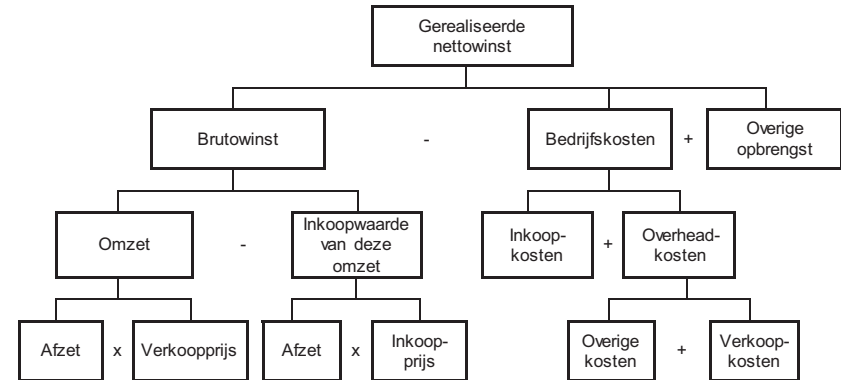 Gerealiseerde
nettowinst
Brutowinst
-
Bedrijfskosten
+
Overige
opbrengst
Omzet
-
Inkoopwaarde
van deze
omzet
Inkoop-
kosten
+
Overhead-
kosten
Afzet
x
Verkoopprijs
Afzet
x
Inkoop-
prijs
Overige
kosten
+
Verkoop-
kosten